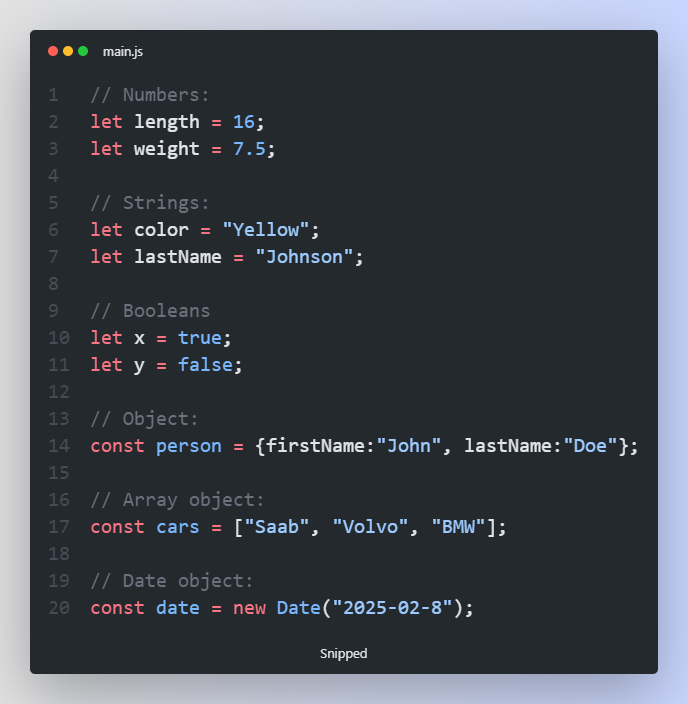 main.js
1 // Numbers:
2 let length = 16;
3 let weight = 7.5;
4
5 // Strings:
6 let color = "Yellow";
7 let lastName = "Johnson";
8
9 // Booleans
10 let x = true;
11 let y = false;
12
13 // Object:
14 const person = {firstName:"John", lastName:"Doe"};
15
16 // Array object:
17 const cars = ["Saab", "Volvo", "BMW"];
18
19 // Date object:
20 const date = new Date("2025-02-8");
Snipped